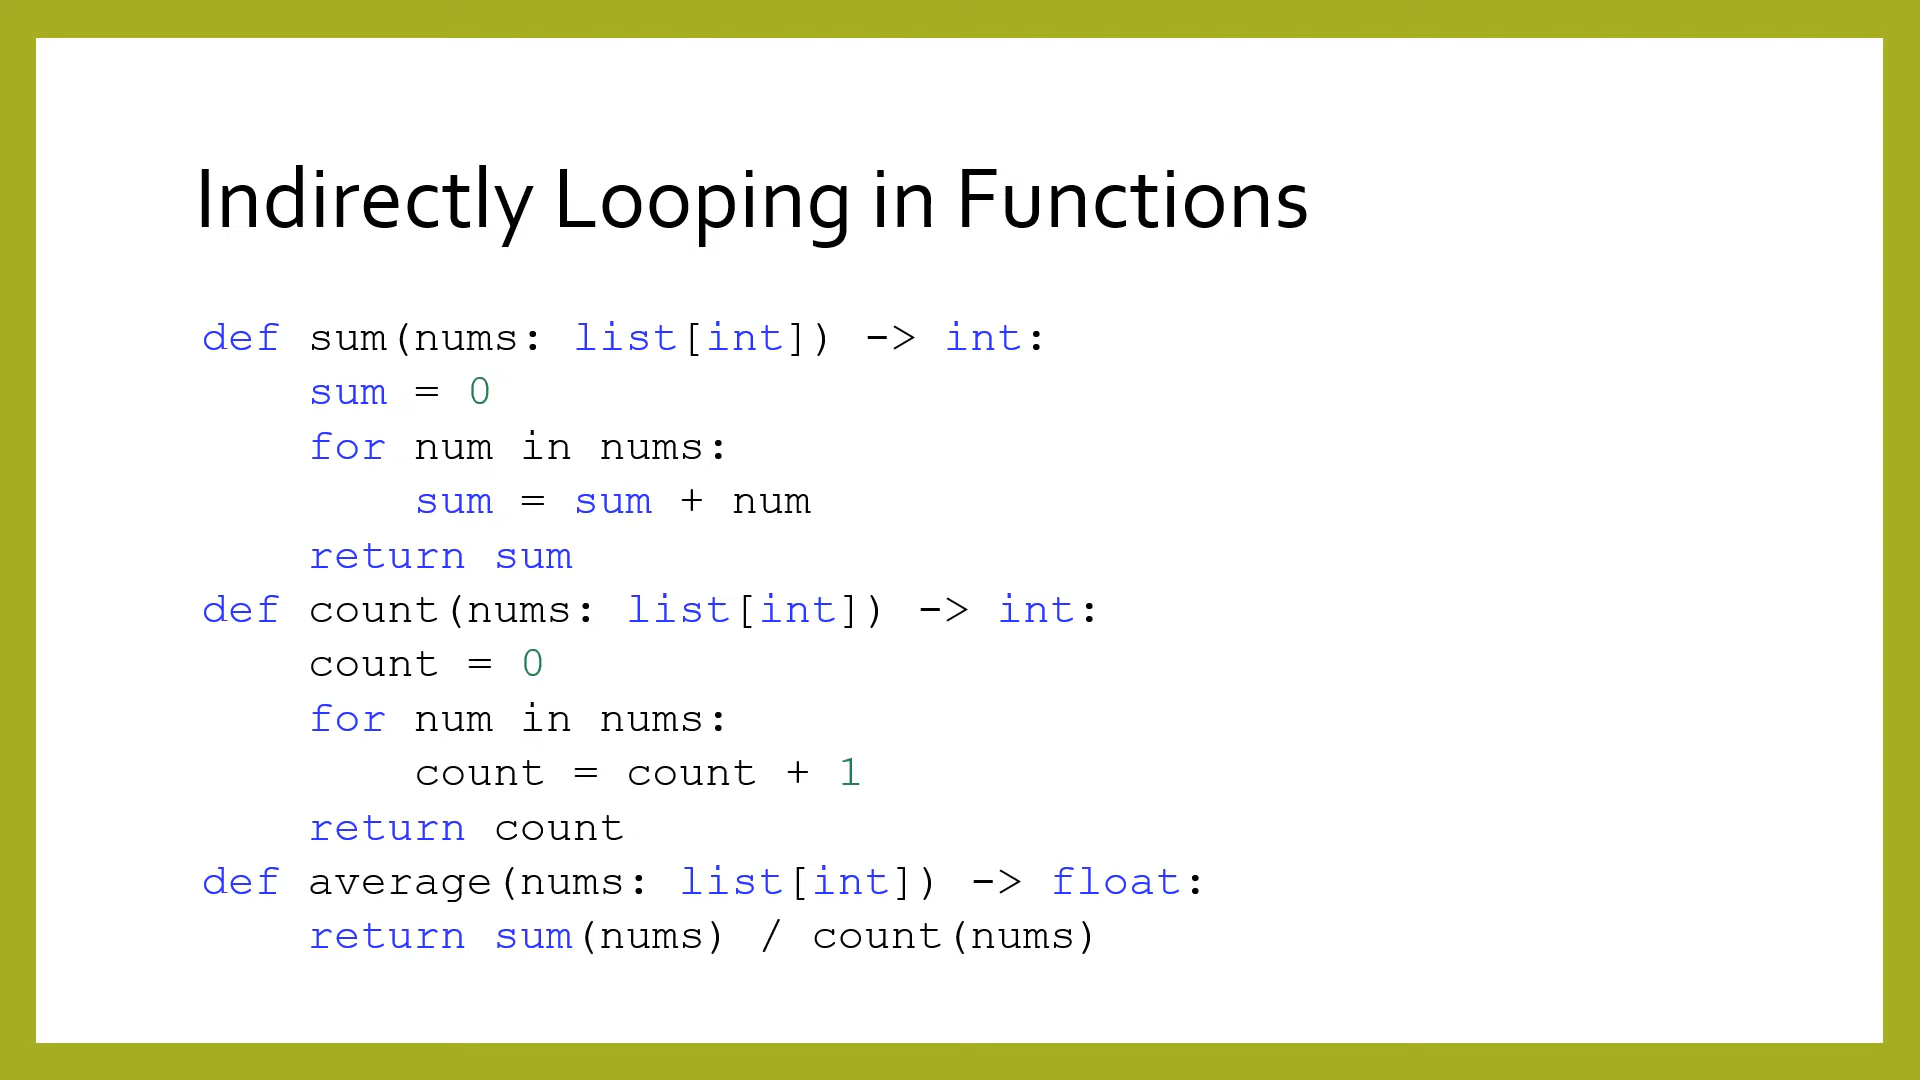 Indirectly Looping in Functions
def sum(nums: list[int]) -> int:
    sum = 0
    for num in nums:
        sum = sum + num
    return sum
def count(nums: list[int]) -> int:
    count = 0
    for num in nums:
        count = count + 1
    return count
def average(nums: list[int]) -> float:
    return sum(nums) / count(nums)